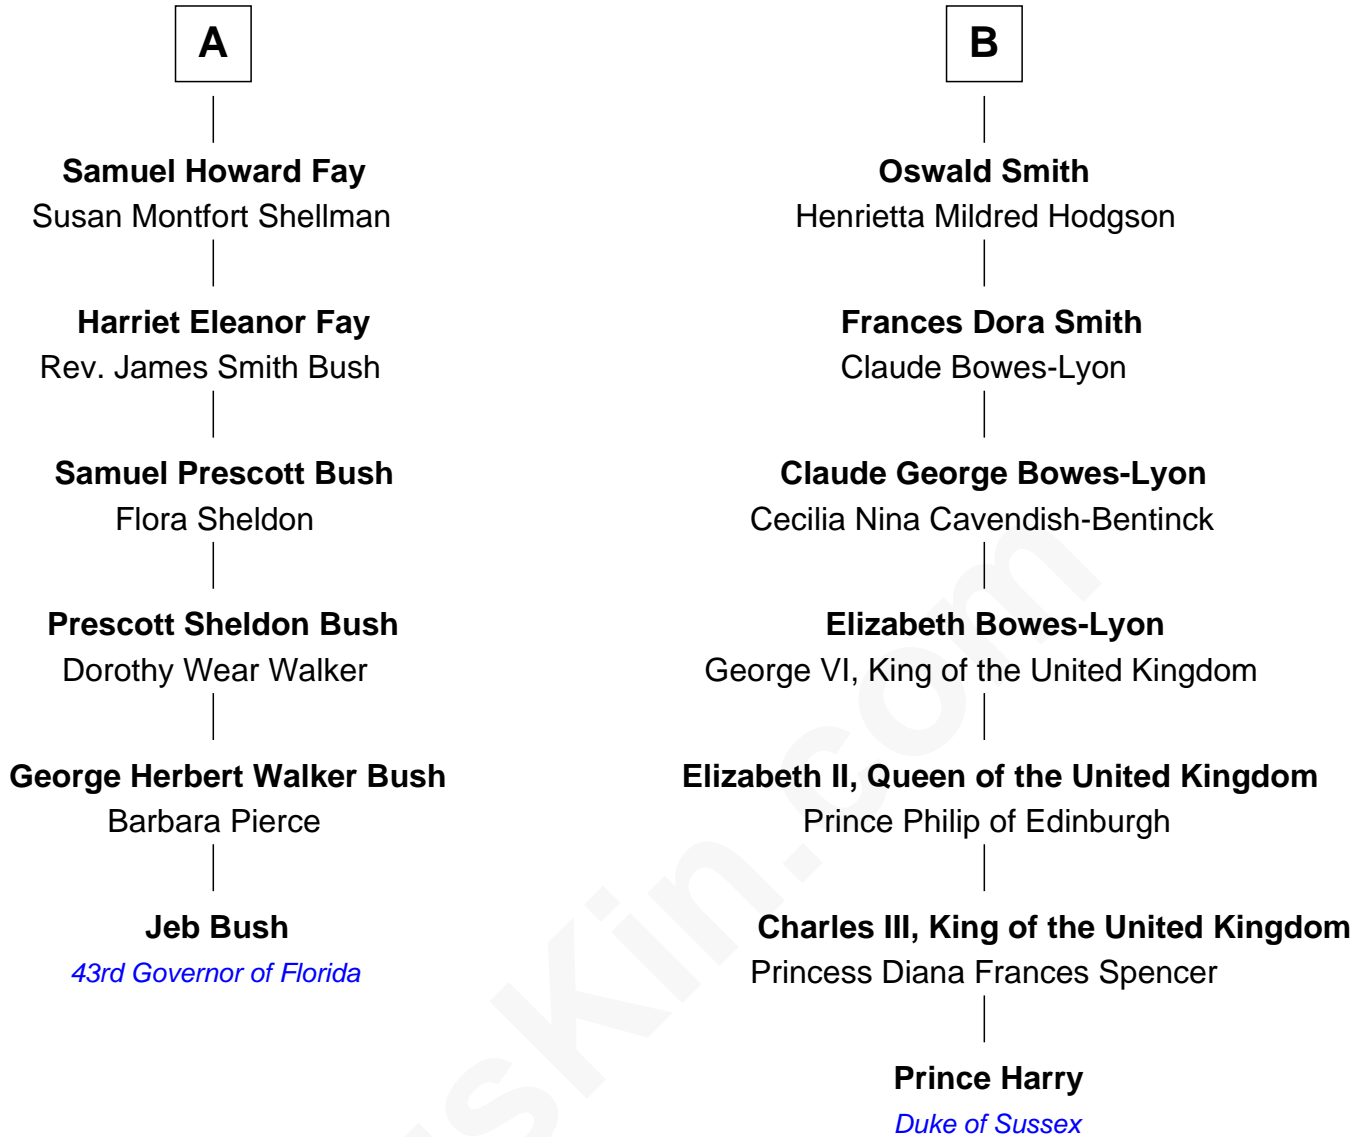 A
Samuel Howard Fay
Susan Montfort Shellman
Harriet Eleanor Fay
Rev. James Smith Bush
Samuel Prescott Bush
Flora Sheldon
Prescott Sheldon Bush
Dorothy Wear Walker
George Herbert Walker Bush
Barbara Pierce
Jeb Bush
43rd Governor of Florida
B
Oswald Smith
Henrietta Mildred Hodgson
Frances Dora Smith
Claude Bowes-Lyon
Claude George Bowes-Lyon
Cecilia Nina Cavendish-Bentinck
Elizabeth Bowes-Lyon
George VI, King of the United Kingdom
Elizabeth II, Queen of the United Kingdom
Prince Philip of Edinburgh
Charles III, King of the United Kingdom
Princess Diana Frances Spencer
Prince Harry
Duke of Sussex